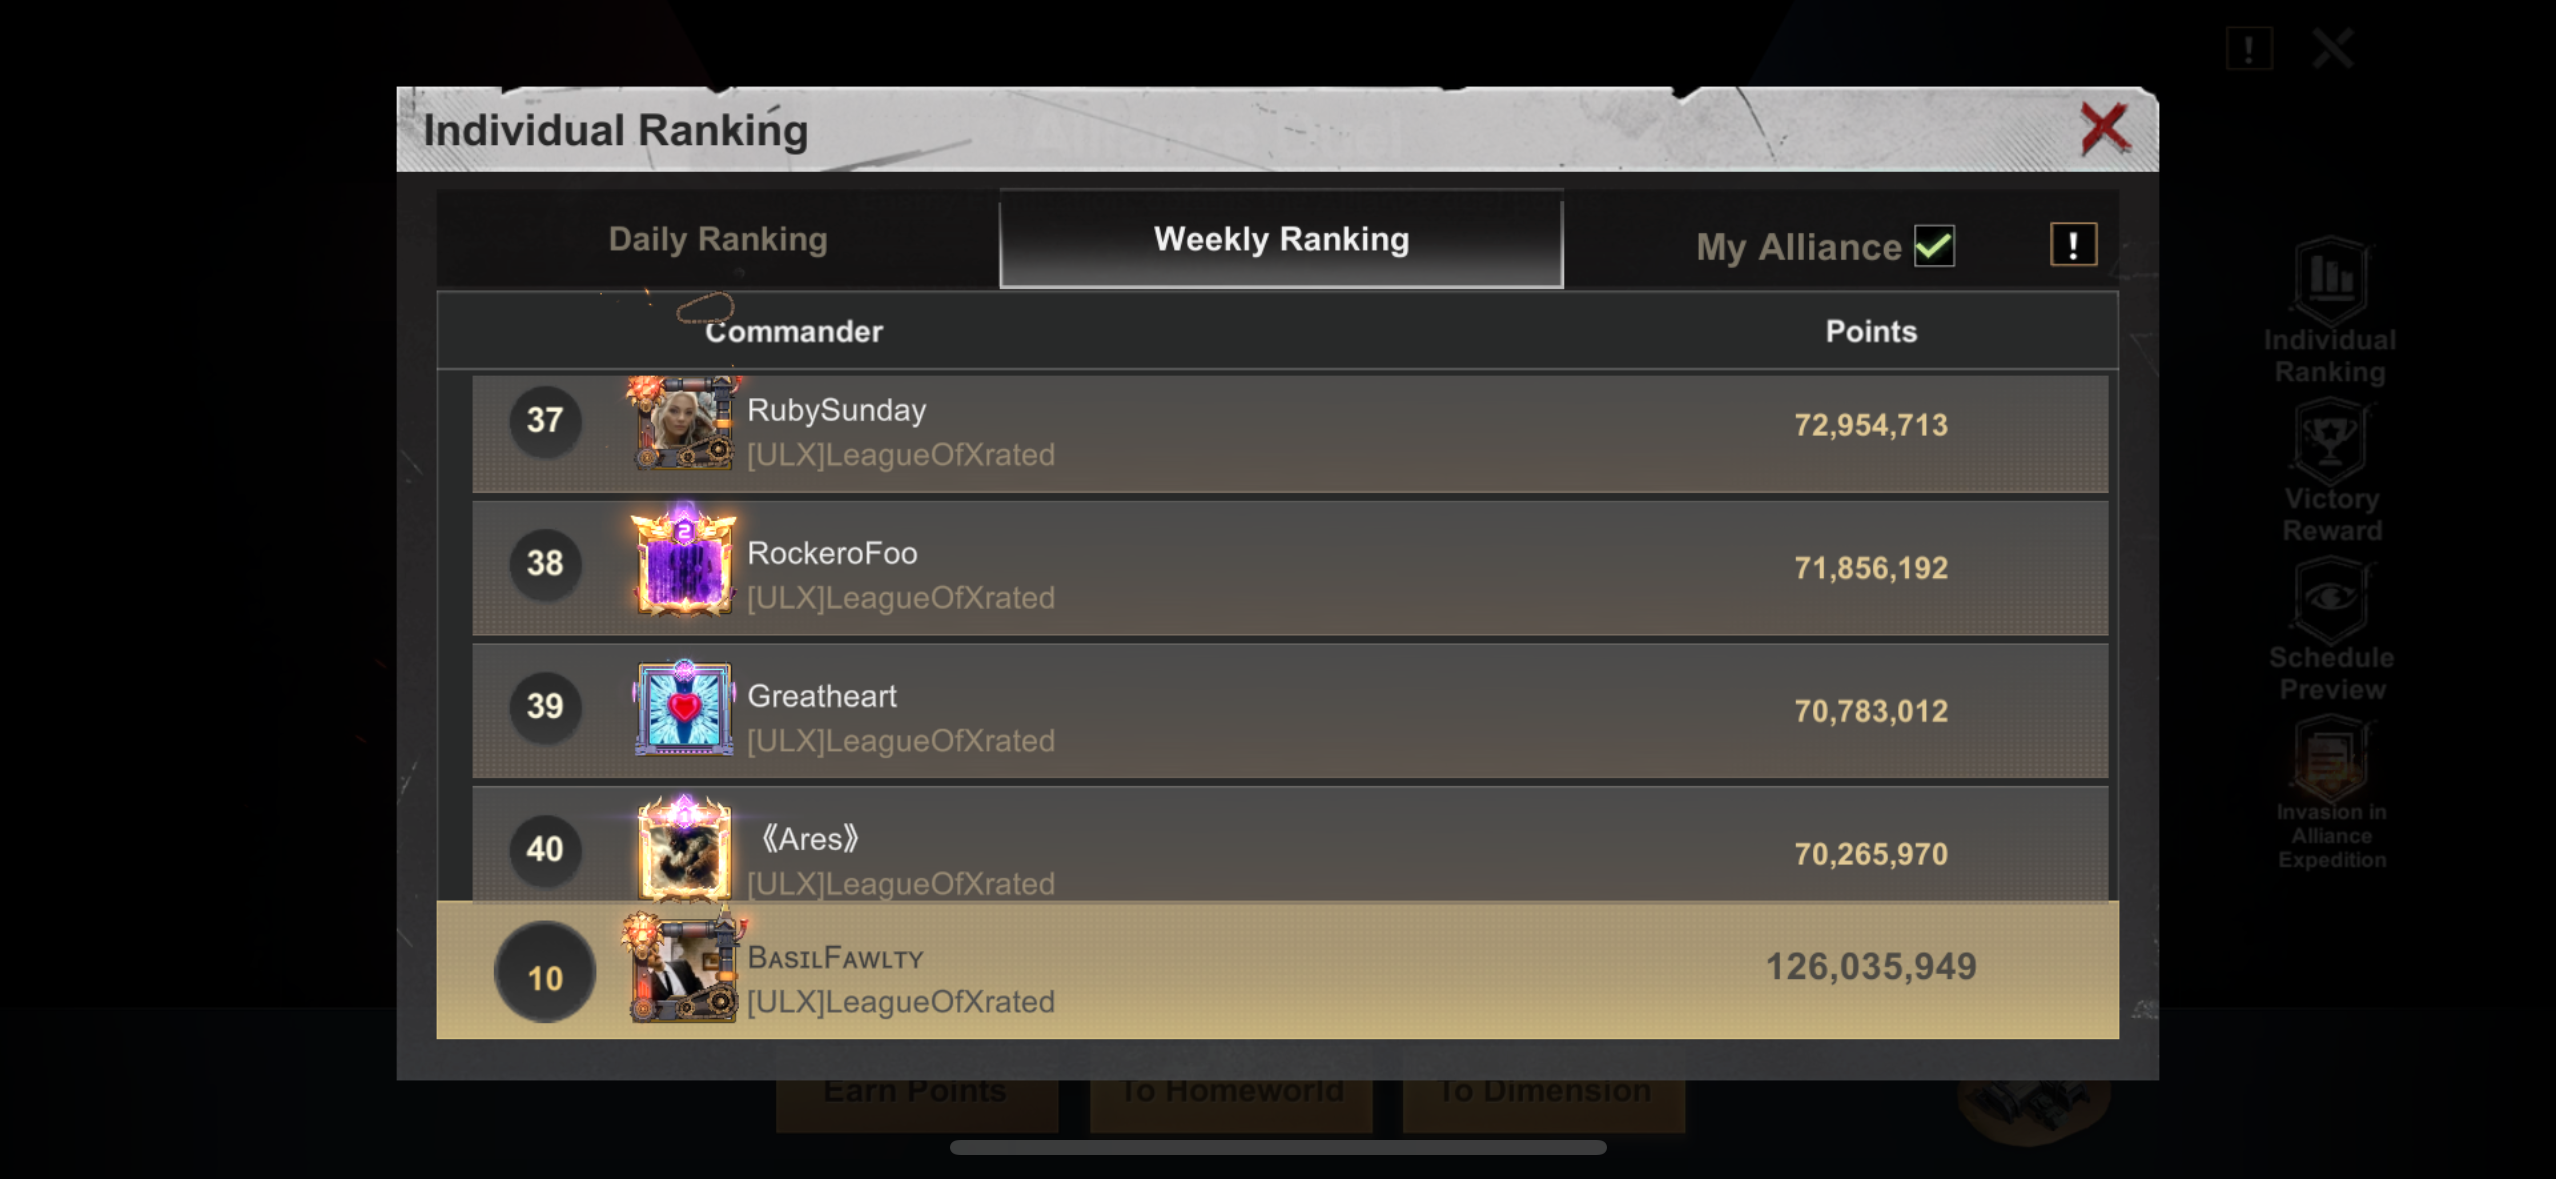 Individual Ranking
Daily Ranking
Weekly Ranking
My Alliance
Commander
Points
37
RubySunday
[ULX]LeagueOfXrated
72,954,713
38
RockeroFoo
[ULX]LeagueOfXrated
71,856,192
39
Greatheart
[ULX]LeagueOfXrated
70,783,012
40
《Ares》
[ULX]LeagueOfXrated
70,265,970
10
BᴀsɪʟFᴀᴡʟᴛʏ
[ULX]LeagueOfXrated
126,035,949
Individual
Ranking
Victory
Reward
Schedule
Preview
Invasion in
Alliance
Expedition
Earn Points
To Homeworld
To Dimension